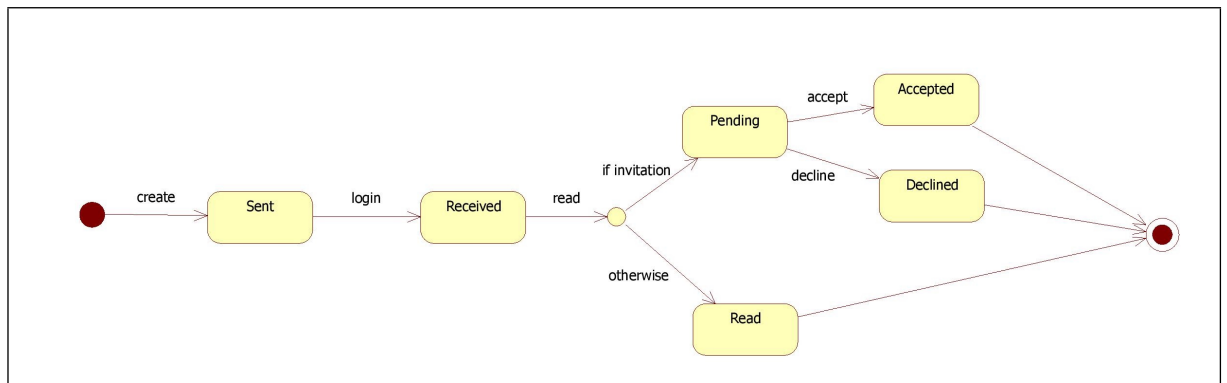 create
Sent
login
Received
read
if invitation
Pending
accept
Accepted
decline
Declined
otherwise
Read